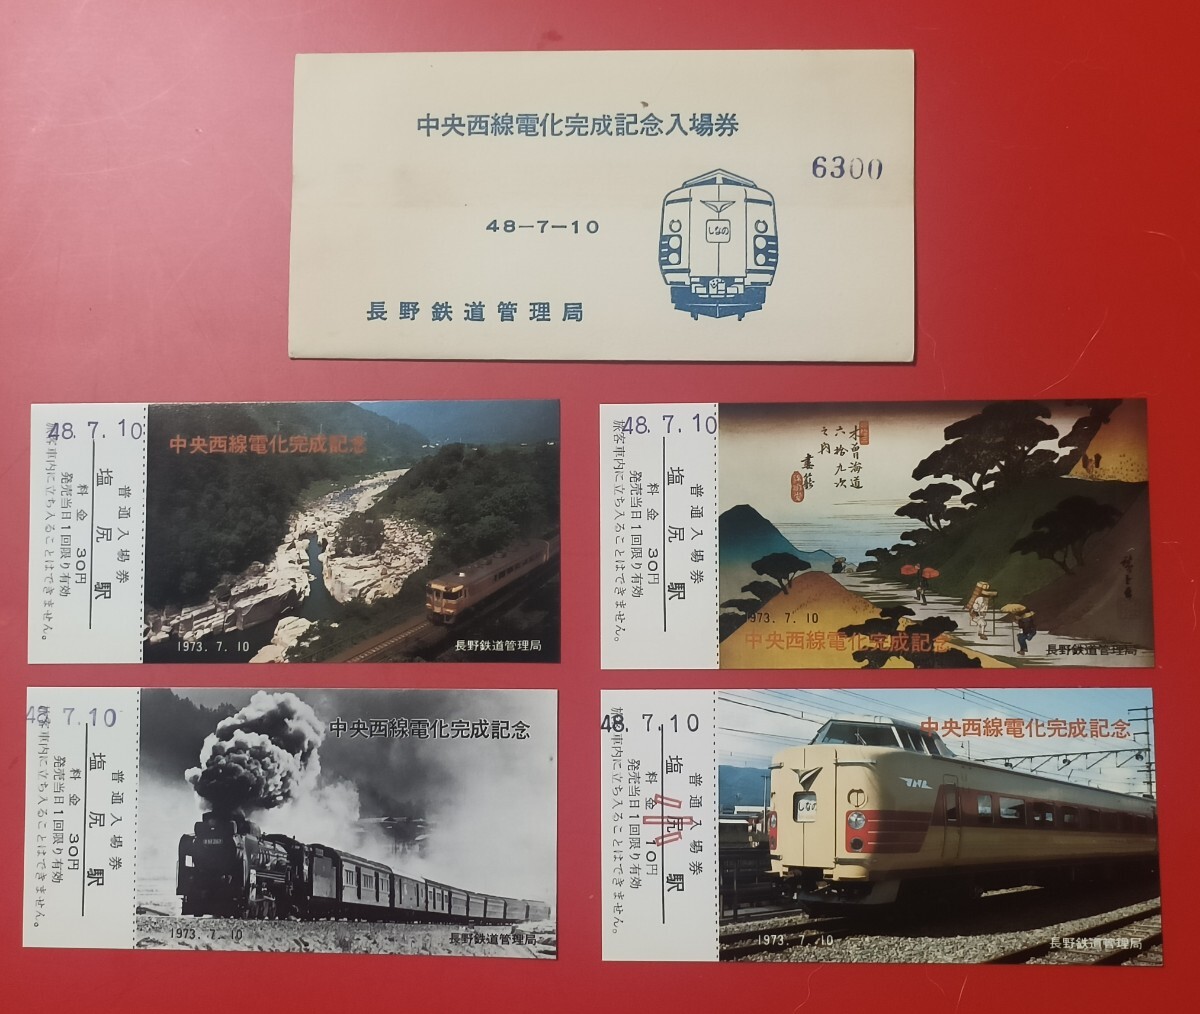 中央西線電化完成記念入場券
6300
48-7-10
しなの
長野鉄道管理局
48.7.10
普通入場券
塩尻駅
料金 30円
発売当日1回限り有効
旅客車内に立ち入ることはできません。
中央西線電化完成記念
1973.7.10
長野鉄道管理局
48.7.10
普通入場券
塩尻駅
料金 30円
発売当日1回限り有効
旅客車内に立ち入ることはできません。
木曽海道
六拾九次
之内
妻籠
1973.7.10
中央西線電化完成記念
長野鉄道管理局
48.7.10
普通入場券
塩尻駅
料金 30円
発売当日1回限り有効
旅客車内に立ち入ることはできません。
中央西線電化完成記念
1973.7.10
長野鉄道管理局
48.7.10
普通入場券
塩尻駅
料金 10円
小
発売当日1回限り有効
旅客車内に立ち入ることはできません。
中央西線電化完成記念
JNR
しなの
1973.7.10
長野鉄道管理局